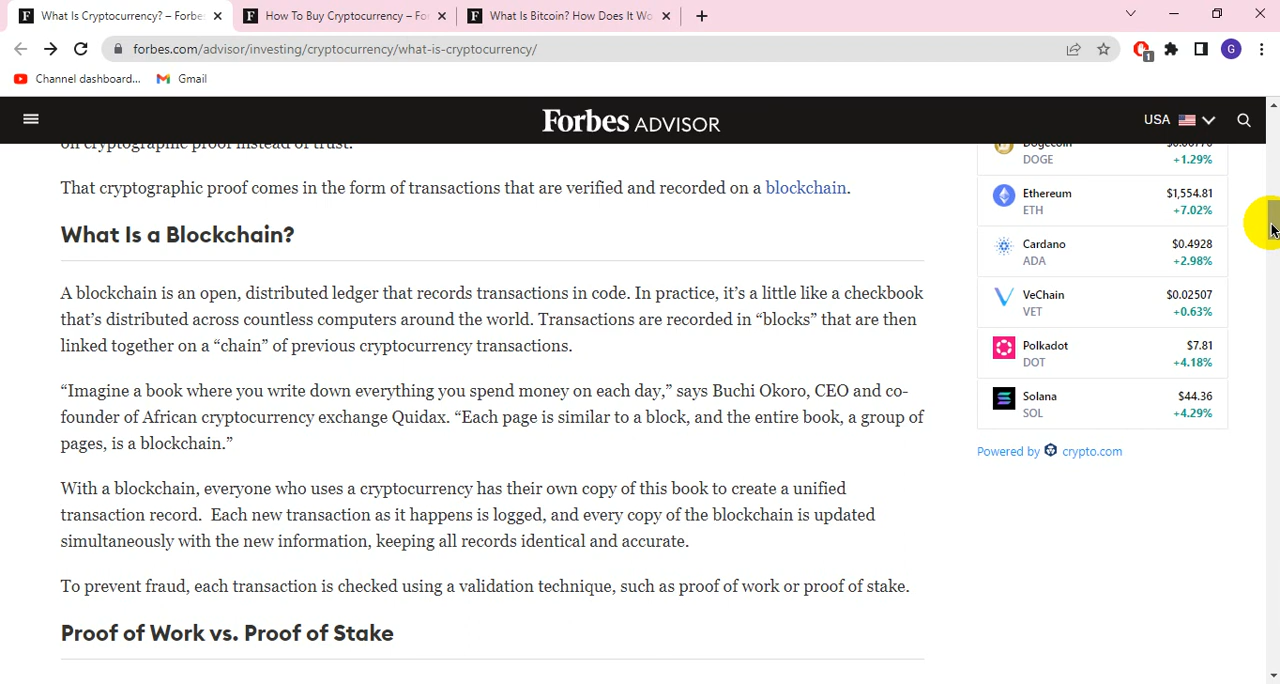 What Is Cryptocurrency? – Forbe
How To Buy Cryptocurrency – Fo
What Is Bitcoin? How Does It Wo
forbes.com/advisor/investing/cryptocurrency/what-is-cryptocurrency/
1
G
Channel dashboard...
Gmail
Forbes ADVISOR
USA
on cryptographic proof instead of trust.
That cryptographic proof comes in the form of transactions that are verified and recorded on a blockchain.
What Is a Blockchain?
A blockchain is an open, distributed ledger that records transactions in code. In practice, it’s a little like a checkbook
that’s distributed across countless computers around the world. Transactions are recorded in “blocks” that are then
linked together on a “chain” of previous cryptocurrency transactions.
“Imagine a book where you write down everything you spend money on each day,” says Buchi Okoro, CEO and co-
founder of African cryptocurrency exchange Quidax. “Each page is similar to a block, and the entire book, a group of
pages, is a blockchain.”
With a blockchain, everyone who uses a cryptocurrency has their own copy of this book to create a unified
transaction record.  Each new transaction as it happens is logged, and every copy of the blockchain is updated
simultaneously with the new information, keeping all records identical and accurate.
To prevent fraud, each transaction is checked using a validation technique, such as proof of work or proof of stake.
Proof of Work vs. Proof of Stake
Dogecoin
DOGE +1.29%
Ethereum $1,554.81
ETH +7.02%
Cardano $0.4928
ADA +2.98%
VeChain $0.02507
VET +0.63%
Polkadot $7.81
DOT +4.18%
Solana $44.36
SOL +4.29%
Powered by crypto.com